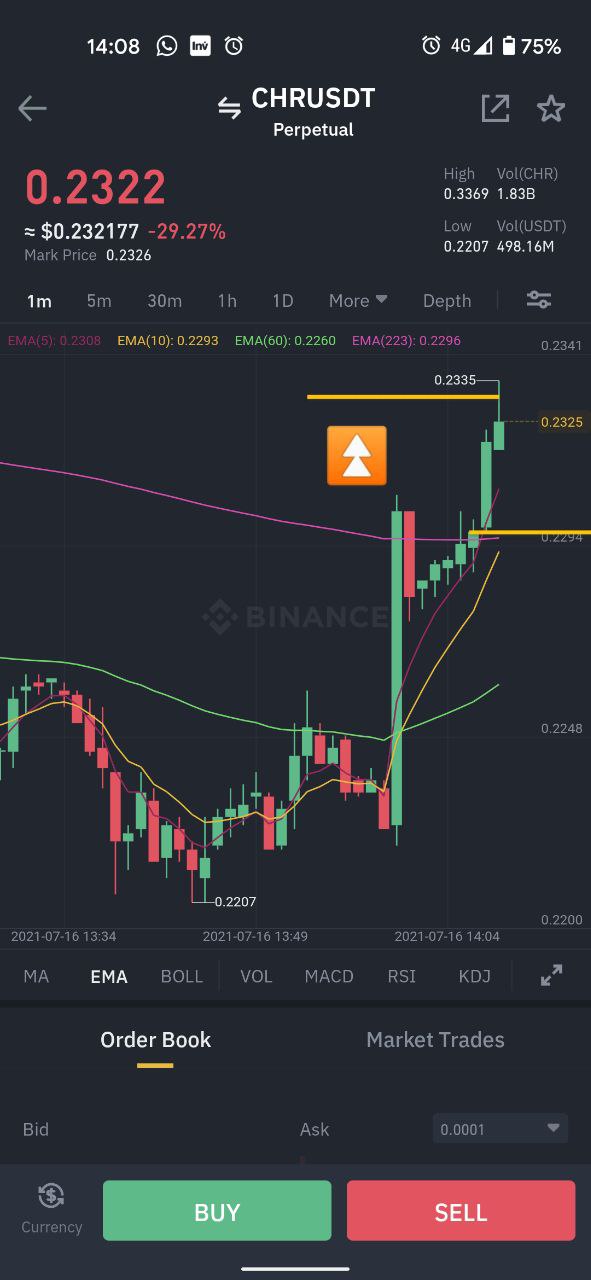 14:08 Inv 4G 75%
CHRUSDT
Perpetual
0.2322
≈ $0.232177 -29.27%
Mark Price 0.2326
High Vol(CHR)
0.3369 1.83B
Low Vol(USDT)
0.2207 498.16M
1m 5m 30m 1h 1D More Depth
EMA(5): 0.2308 EMA(10): 0.2293 EMA(60): 0.2260 EMA(223): 0.2296
0.2341
0.2335
0.2325
0.2294
BINANCE
0.2248
0.2207
0.2200
2021-07-16 13:34 2021-07-16 13:49 2021-07-16 14:04
MA EMA BOLL VOL MACD RSI KDJ
Order Book Market Trades
Bid Ask 0.0001
Currency BUY SELL